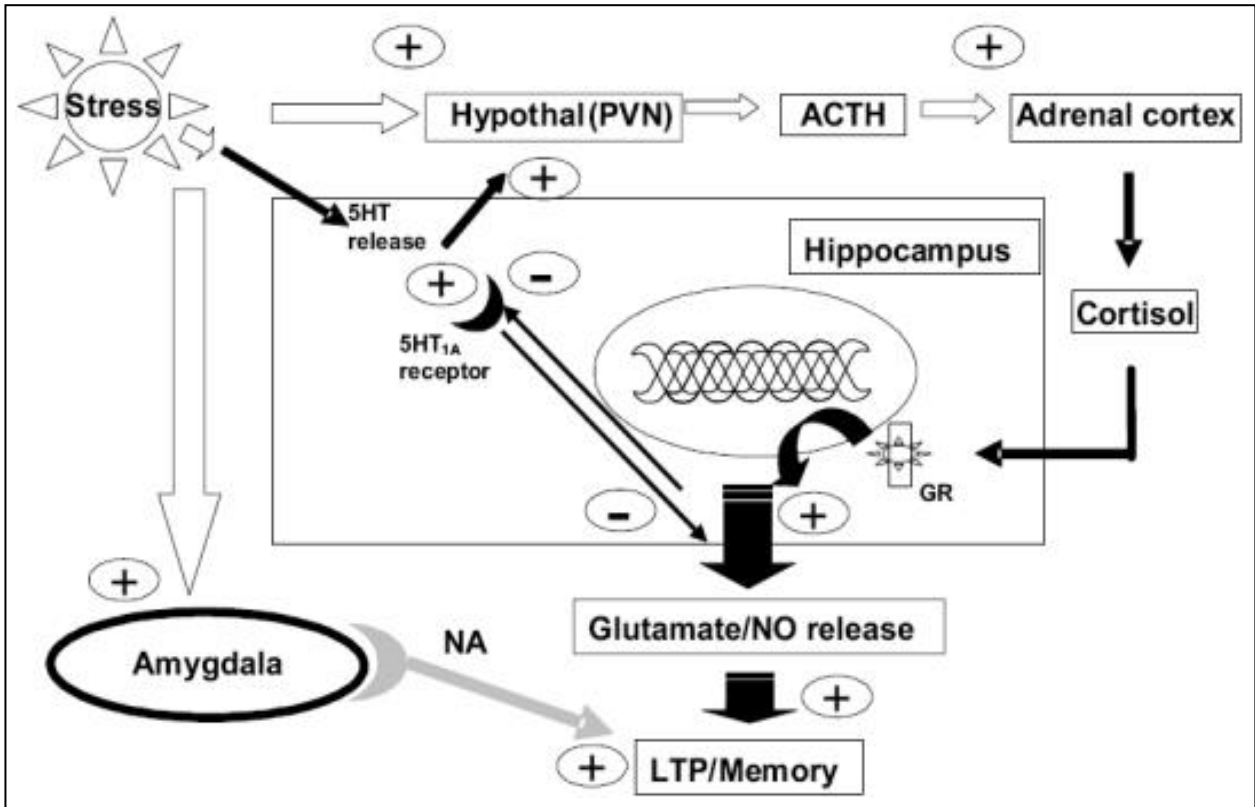 +
+
Stress
Hypothal(PVN)
ACTH
Adrenal cortex
+
5HT
release
Hippocampus
+
-
Cortisol
5HT1A
receptor
GR
-
+
+
Glutamate/NO release
NA
Amygdala
+
+
LTP/Memory